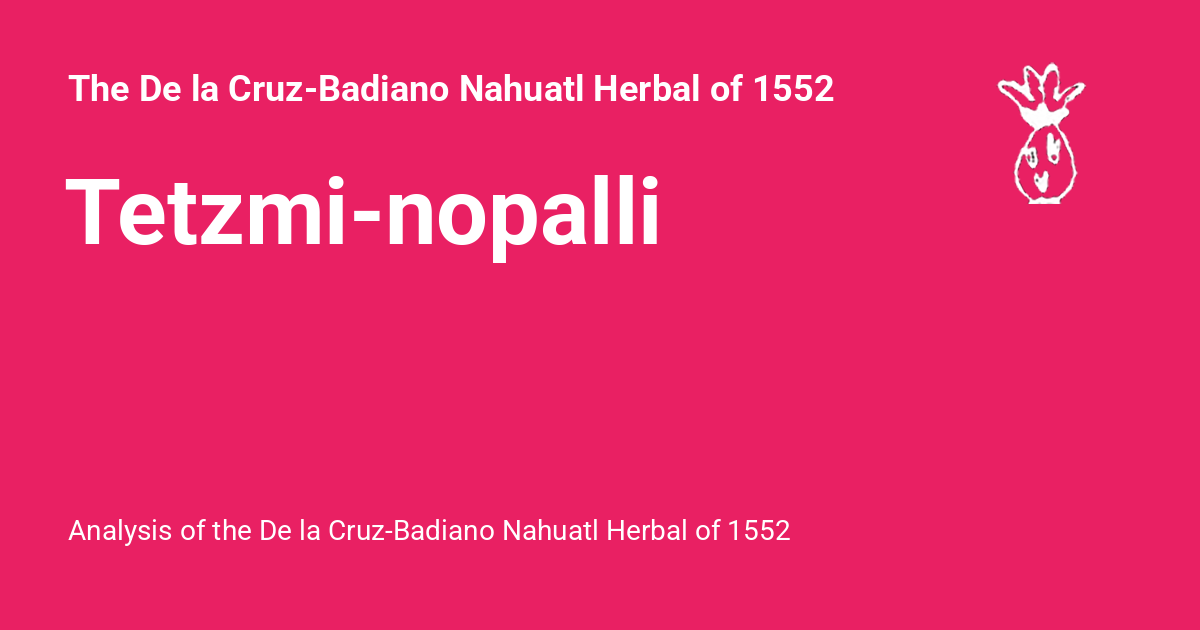 The De la Cruz-Badiano Nahuatl Herbal of 1552
Tetzmi-nopalli
Analysis of the De la Cruz-Badiano Nahuatl Herbal of 1552